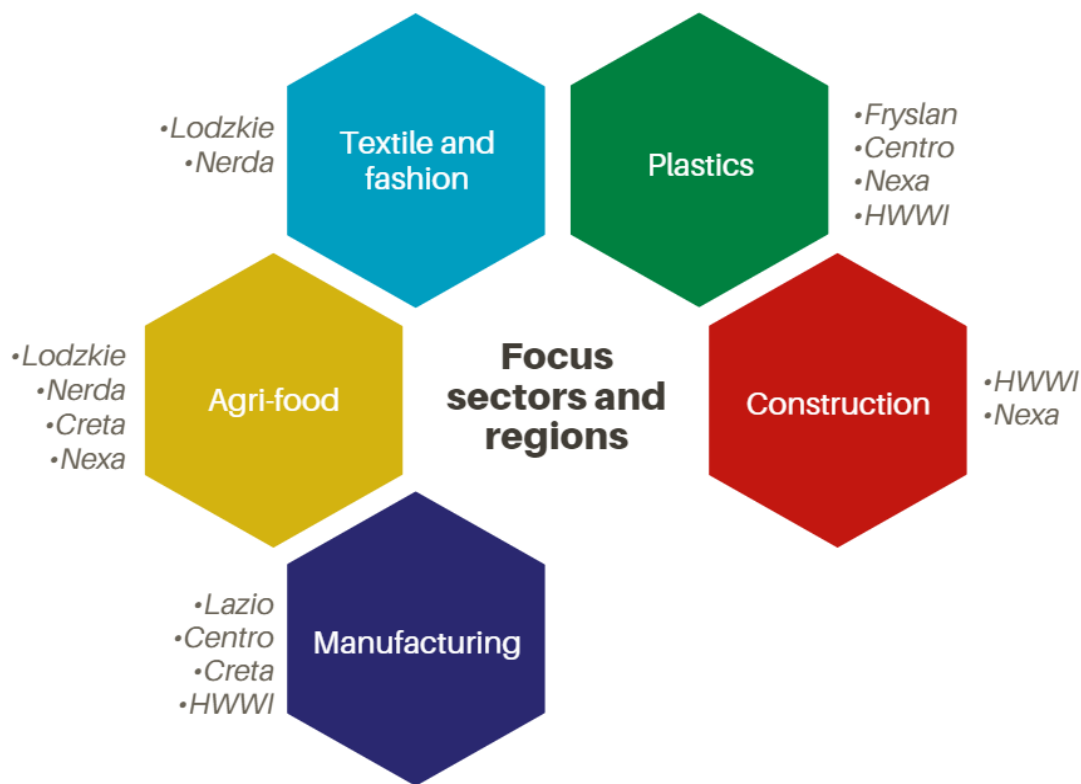 •Lodzkie
•Nerda
Textile and
fashion
Plastics
•Fryslan
•Centro
•Nexa
•HWWI
•Lodzkie
•Nerda
•Creta
•Nexa
Agri-food
Focus
sectors and
regions
Construction
•HWWI
•Nexa
•Lazio
•Centro
•Creta
•HWWI
Manufacturing